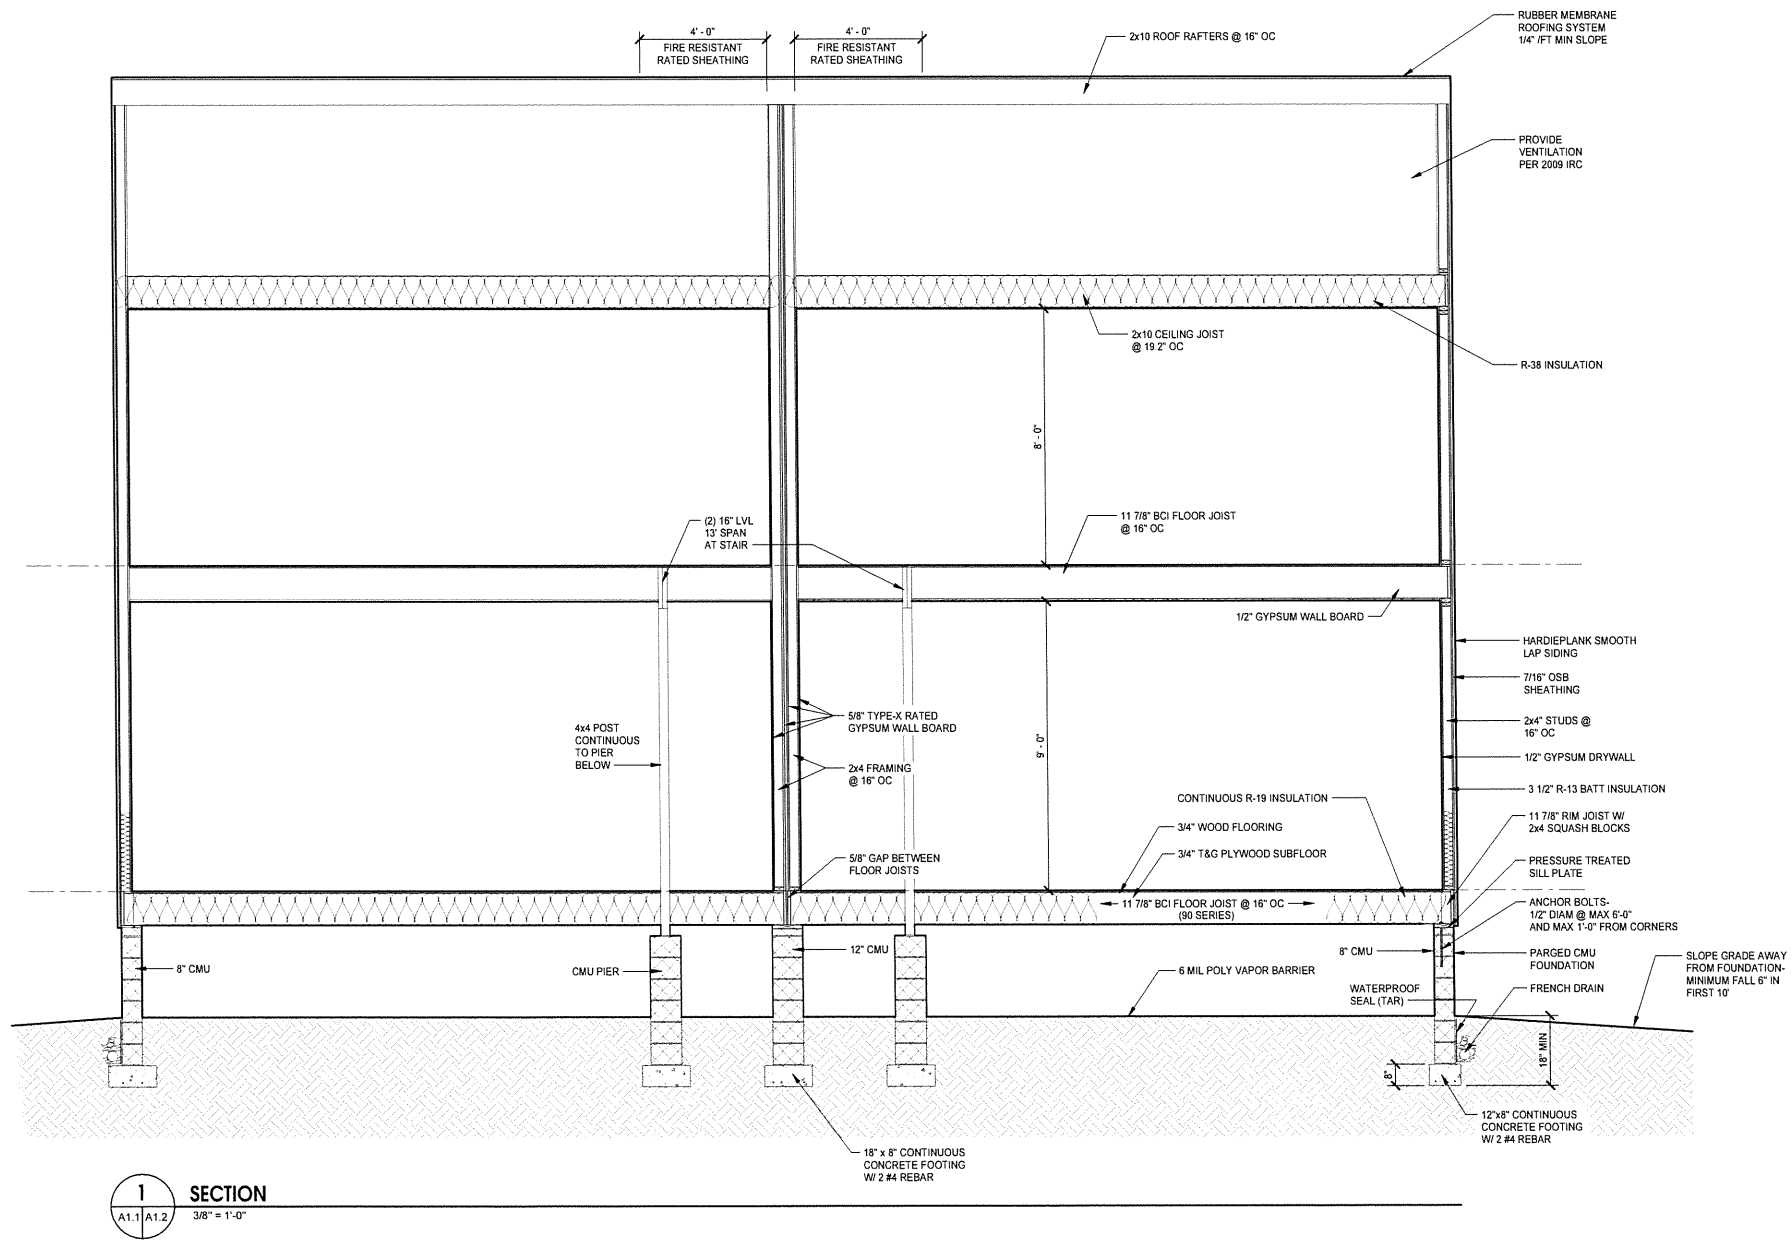 4' - 0"
FIRE RESISTANT
RATED SHEATHING
4' - 0"
FIRE RESISTANT
RATED SHEATHING
2x10 ROOF RAFTERS @ 16" OC
RUBBER MEMBRANE
ROOFING SYSTEM
1/4" /FT MIN SLOPE
PROVIDE
VENTILATION
PER 2009 IRC
2x10 CEILING JOIST
@ 19.2" OC
R-38 INSULATION
8' - 0"
(2) 16" LVL
13' SPAN
AT STAIR
11 7/8" BCI FLOOR JOIST
@ 16" OC
1/2" GYPSUM WALL BOARD
HARDIEPLANK SMOOTH
LAP SIDING
7/16" OSB
SHEATHING
4x4 POST
CONTINUOUS
TO PIER
BELOW
5/8" TYPE-X RATED
GYPSUM WALL BOARD
2x4 FRAMING
@ 16" OC
9' - 0"
2x4" STUDS @
16" OC
1/2" GYPSUM DRYWALL
3 1/2" R-13 BATT INSULATION
CONTINUOUS R-19 INSULATION
3/4" WOOD FLOORING
3/4" T&G PLYWOOD SUBFLOOR
11 7/8" RIM JOIST W/
2x4 SQUASH BLOCKS
5/8" GAP BETWEEN
FLOOR JOISTS
PRESSURE TREATED
SILL PLATE
11 7/8" BCI FLOOR JOIST @ 16" OC
(90 SERIES)
ANCHOR BOLTS-
1/2" DIAM @ MAX 6'-0"
AND MAX 1'-0" FROM CORNERS
8" CMU
CMU PIER
12" CMU
8" CMU
PARGED CMU
FOUNDATION
6 MIL POLY VAPOR BARRIER
WATERPROOF
SEAL (TAR)
FRENCH DRAIN
SLOPE GRADE AWAY
FROM FOUNDATION-
MINIMUM FALL 6" IN
FIRST 10'
8"
18" MIN
12"x8" CONTINUOUS
CONCRETE FOOTING
W/ 2 #4 REBAR
18" x 8" CONTINUOUS
CONCRETE FOOTING
W/ 2 #4 REBAR
1
A1.1 A1.2
SECTION
3/8" = 1'-0"